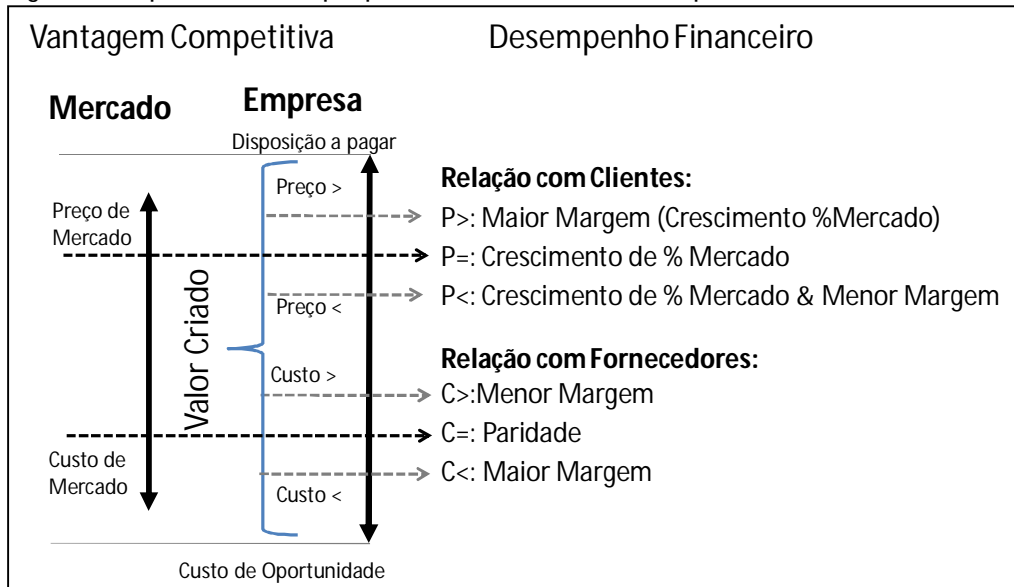 Vantagem Competitiva
Desempenho Financeiro
Mercado
Empresa
Disposição a pagar
Preço >
Preço de
Mercado
Preço <
Valor Criado
Custo >
Custo de
Mercado
Custo <
Custo de Oportunidade
Relação com Clientes:
P>: Maior Margem (Crescimento %Mercado)
P=: Crescimento de % Mercado
P<: Crescimento de % Mercado & Menor Margem
Relação com Fornecedores:
C>:Menor Margem
C=: Paridade
C<: Maior Margem